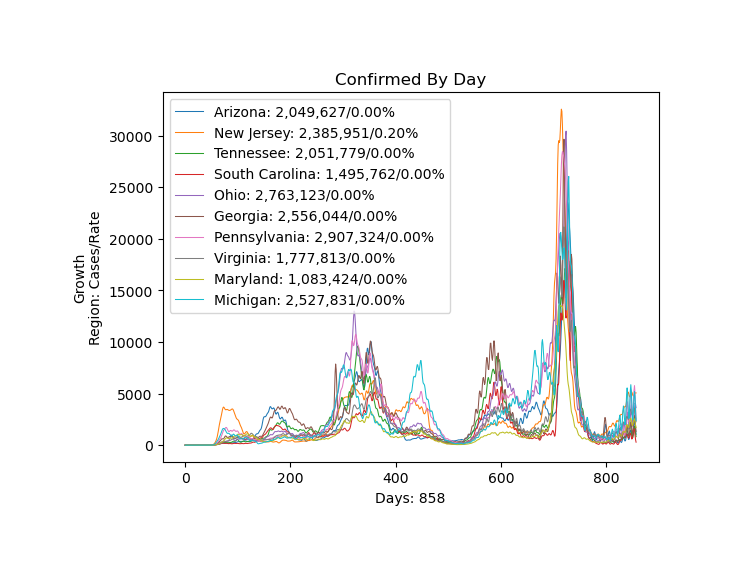 Confirmed By Day
Growth
Region: Cases/Rate
30000
25000
20000
15000
10000
5000
0
Arizona: 2,049,627/0.00%
New Jersey: 2,385,951/0.20%
Tennessee: 2,051,779/0.00%
South Carolina: 1,495,762/0.00%
Ohio: 2,763,123/0.00%
Georgia: 2,556,044/0.00%
Pennsylvania: 2,907,324/0.00%
Virginia: 1,777,813/0.00%
Maryland: 1,083,424/0.00%
Michigan: 2,527,831/0.00%
0 200 400 600 800
Days: 858